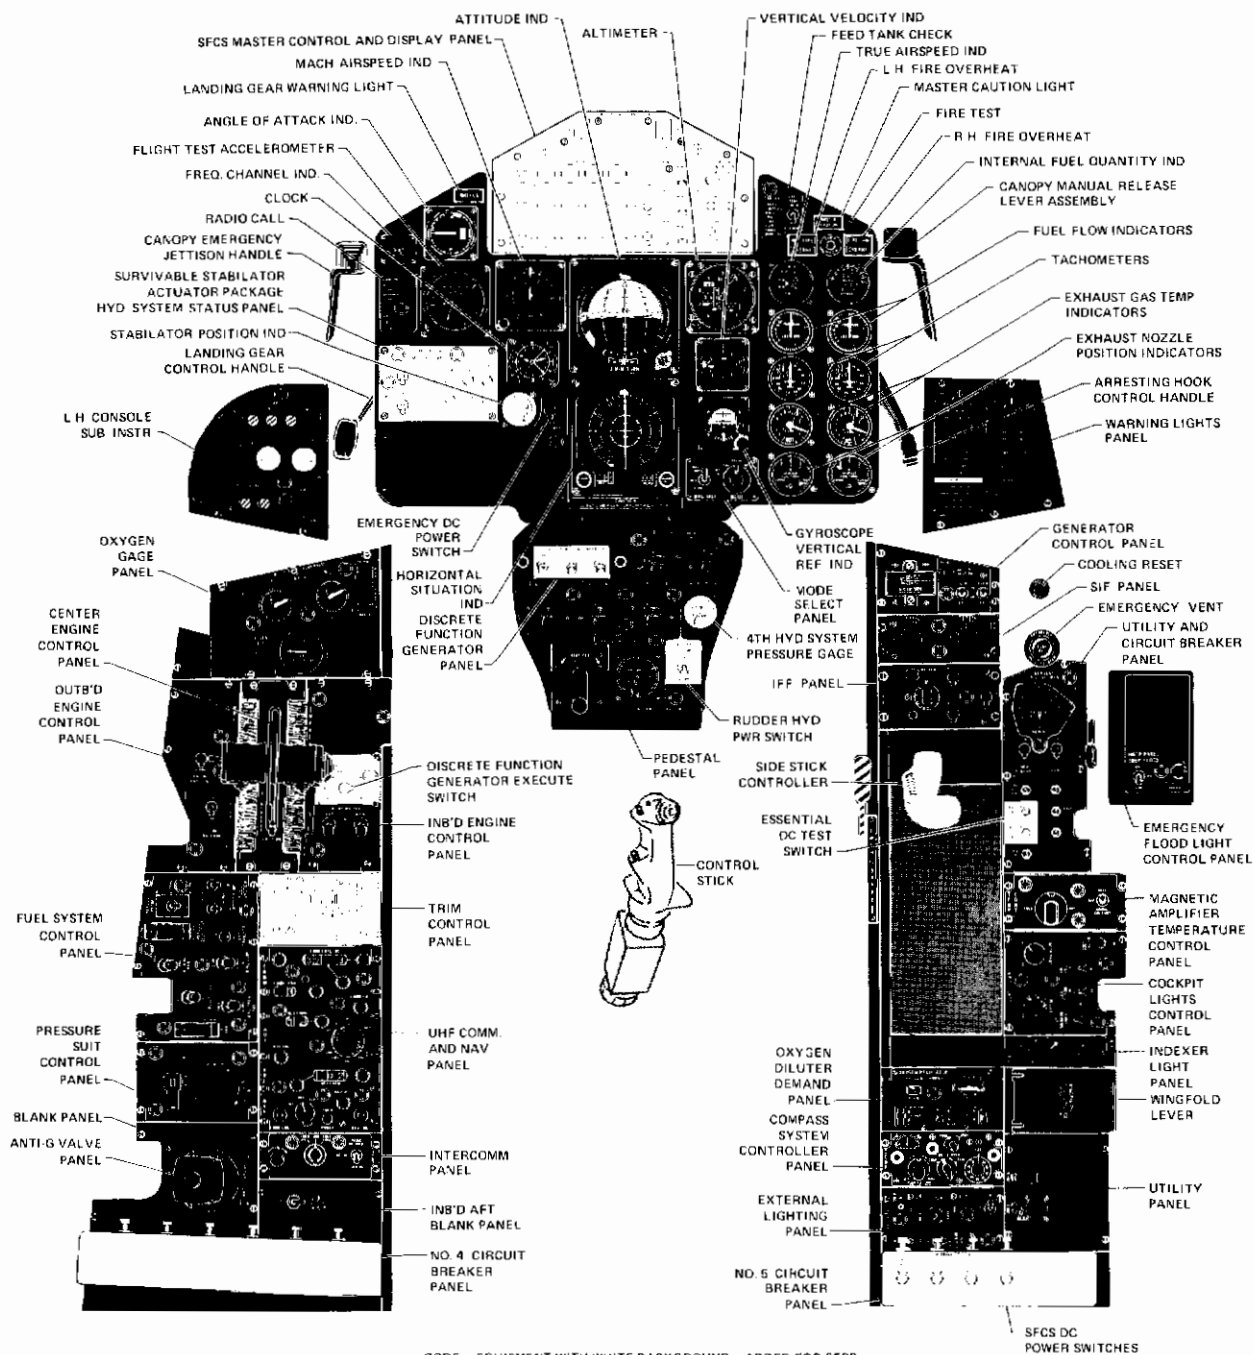 ATTITUDE IND
SFCS MASTER CONTROL AND DISPLAY PANEL
MACH AIRSPEED IND
LANDING GEAR WARNING LIGHT
ANGLE OF ATTACK IND.
FLIGHT TEST ACCELEROMETER
FREQ. CHANNEL IND.
CLOCK
RADIO CALL
CANOPY EMERGENCY
JETTISON HANDLE
SURVIVABLE STABILATOR
ACTUATOR PACKAGE
HYD SYSTEM STATUS PANEL
STABILATOR POSITION IND
LANDING GEAR
CONTROL HANDLE
L H CONSOLE
SUB INSTR
ALTIMETER
VERTICAL VELOCITY IND
FEED TANK CHECK
TRUE AIRSPEED IND
L H FIRE OVERHEAT
MASTER CAUTION LIGHT
FIRE TEST
R H FIRE OVERHEAT
INTERNAL FUEL QUANTITY IND
CANOPY MANUAL RELEASE
LEVER ASSEMBLY
FUEL FLOW INDICATORS
TACHOMETERS
EXHAUST GAS TEMP
INDICATORS
EXHAUST NOZZLE
POSITION INDICATORS
ARRESTING HOOK
CONTROL HANDLE
WARNING LIGHTS
PANEL
OXYGEN
GAGE
PANEL
CENTER
ENGINE
CONTROL
PANEL
OUTB'D
ENGINE
CONTROL
PANEL
EMERGENCY DC
POWER
SWITCH
HORIZONTAL
SITUATION
IND
DISCRETE
FUNCTION
GENERATOR
PANEL
GYROSCOPE
VERTICAL
REF IND
MODE
SELECT
PANEL
4TH HYD SYSTEM
PRESSURE GAGE
RUDDER HYD
PWR SWITCH
PEDESTAL
PANEL
GENERATOR
CONTROL PANEL
COOLING RESET
SIF PANEL
EMERGENCY VENT
UTILITY AND
CIRCUIT BREAKER
PANEL
IFF PANEL
SIDE STICK
CONTROLLER
ESSENTIAL
DC TEST
SWITCH
EMERGENCY
FLOOD LIGHT
CONTROL PANEL
DISCRETE FUNCTION
GENERATOR EXECUTE
SWITCH
INB'D ENGINE
CONTROL
PANEL
CONTROL
STICK
FUEL SYSTEM
CONTROL
PANEL
TRIM
CONTROL
PANEL
PRESSURE
SUIT
CONTROL
PANEL
UHF COMM.
AND NAV
PANEL
BLANK PANEL
ANTI-G VALVE
PANEL
INTERCOMM
PANEL
INB'D AFT
BLANK PANEL
NO. 4 CIRCUIT
BREAKER
PANEL
MAGNETIC
AMPLIFIER
TEMPERATURE
CONTROL
PANEL
COCKPIT
LIGHTS
CONTROL
PANEL
INDEXER
LIGHT
PANEL
WINGFOLD
LEVER
OXYGEN
DILUTER
DEMAND
PANEL
COMPASS
SYSTEM
CONTROLLER
PANEL
EXTERNAL
LIGHTING
PANEL
UTILITY
PANEL
NO. 5 CIRCUIT
BREAKER
PANEL
SFCS DC
POWER SWITCHES